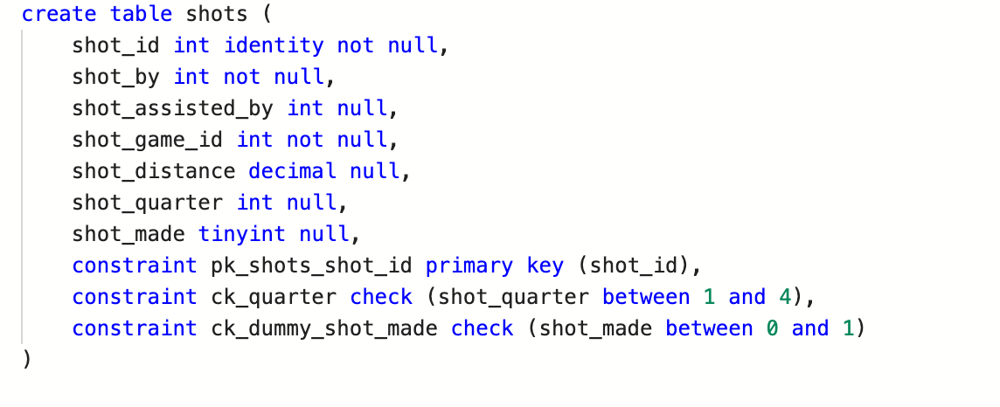 create table shots (
    shot_id int identity not null,
    shot_by int not null,
    shot_assisted_by int null,
    shot_game_id int not null,
    shot_distance decimal null,
    shot_quarter int null,
    shot_made tinyint null,
    constraint pk_shots_shot_id primary key (shot_id),
    constraint ck_quarter check (shot_quarter between 1 and 4),
    constraint ck_dummy_shot_made check (shot_made between 0 and 1)
)